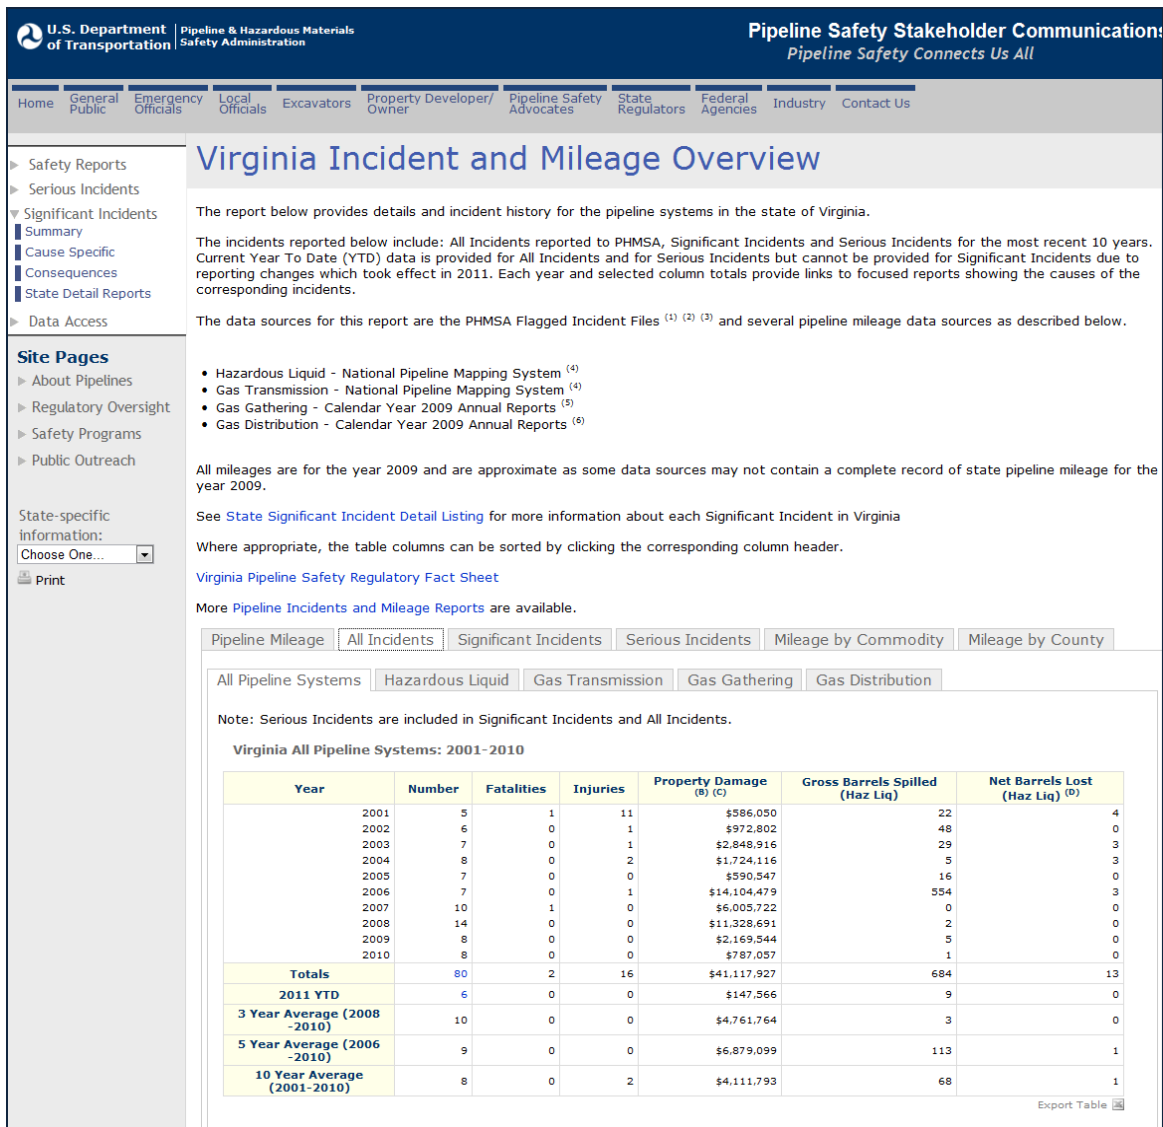 U.S. Department of Transportation
Pipeline & Hazardous Materials Safety Administration
Pipeline Safety Stakeholder Communications
Pipeline Safety Connects Us All
Home General Public Emergency Officials Local Officials Excavators Property Developer/ Owner Pipeline Safety Advocates State Regulators Federal Agencies Industry Contact Us
Safety Reports
Serious Incidents
Significant Incidents
Summary
Cause Specific
Consequences
State Detail Reports
Data Access
Site Pages
About Pipelines
Regulatory Oversight
Safety Programs
Public Outreach
State-specific
information:
Choose One...
Print
Virginia Incident and Mileage Overview
The report below provides details and incident history for the pipeline systems in the state of Virginia.
The incidents reported below include: All Incidents reported to PHMSA, Significant Incidents and Serious Incidents for the most recent 10 years.
Current Year To Date (YTD) data is provided for All Incidents and for Serious Incidents but cannot be provided for Significant Incidents due to
reporting changes which took effect in 2011. Each year and selected column totals provide links to focused reports showing the causes of the
corresponding incidents.
The data sources for this report are the PHMSA Flagged Incident Files (1) (2) (3) and several pipeline mileage data sources as described below.
• Hazardous Liquid - National Pipeline Mapping System (4)
• Gas Transmission - National Pipeline Mapping System (4)
• Gas Gathering - Calendar Year 2009 Annual Reports (5)
• Gas Distribution - Calendar Year 2009 Annual Reports (6)
All mileages are for the year 2009 and are approximate as some data sources may not contain a complete record of state pipeline mileage for the
year 2009.
See State Significant Incident Detail Listing for more information about each Significant Incident in Virginia
Where appropriate, the table columns can be sorted by clicking the corresponding column header.
Virginia Pipeline Safety Regulatory Fact Sheet
More Pipeline Incidents and Mileage Reports are available.
Pipeline Mileage All Incidents Significant Incidents Serious Incidents Mileage by Commodity Mileage by County
All Pipeline Systems Hazardous Liquid Gas Transmission Gas Gathering Gas Distribution
Note: Serious Incidents are included in Significant Incidents and All Incidents.
Virginia All Pipeline Systems: 2001-2010
Year Number Fatalities Injuries Property Damage (B) (C) Gross Barrels Spilled (Haz Liq) Net Barrels Lost (Haz Liq) (D)
2001 5 1 11 $586,050 22 4
2002 6 0 1 $972,802 48 0
2003 7 0 1 $2,848,916 29 3
2004 8 0 2 $1,724,116 5 3
2005 7 0 0 $590,547 16 0
2006 7 0 1 $14,104,479 554 3
2007 10 1 0 $6,005,722 0 0
2008 14 0 0 $11,328,691 2 0
2009 8 0 0 $2,169,544 5 0
2010 8 0 0 $787,057 1 0
Totals 80 2 16 $41,117,927 684 13
2011 YTD 6 0 0 $147,566 9 0
3 Year Average (2008 -2010) 10 0 0 $4,761,764 3 0
5 Year Average (2006 -2010) 9 0 0 $6,879,099 113 1
10 Year Average (2001-2010) 8 0 2 $4,111,793 68 1
Export Table